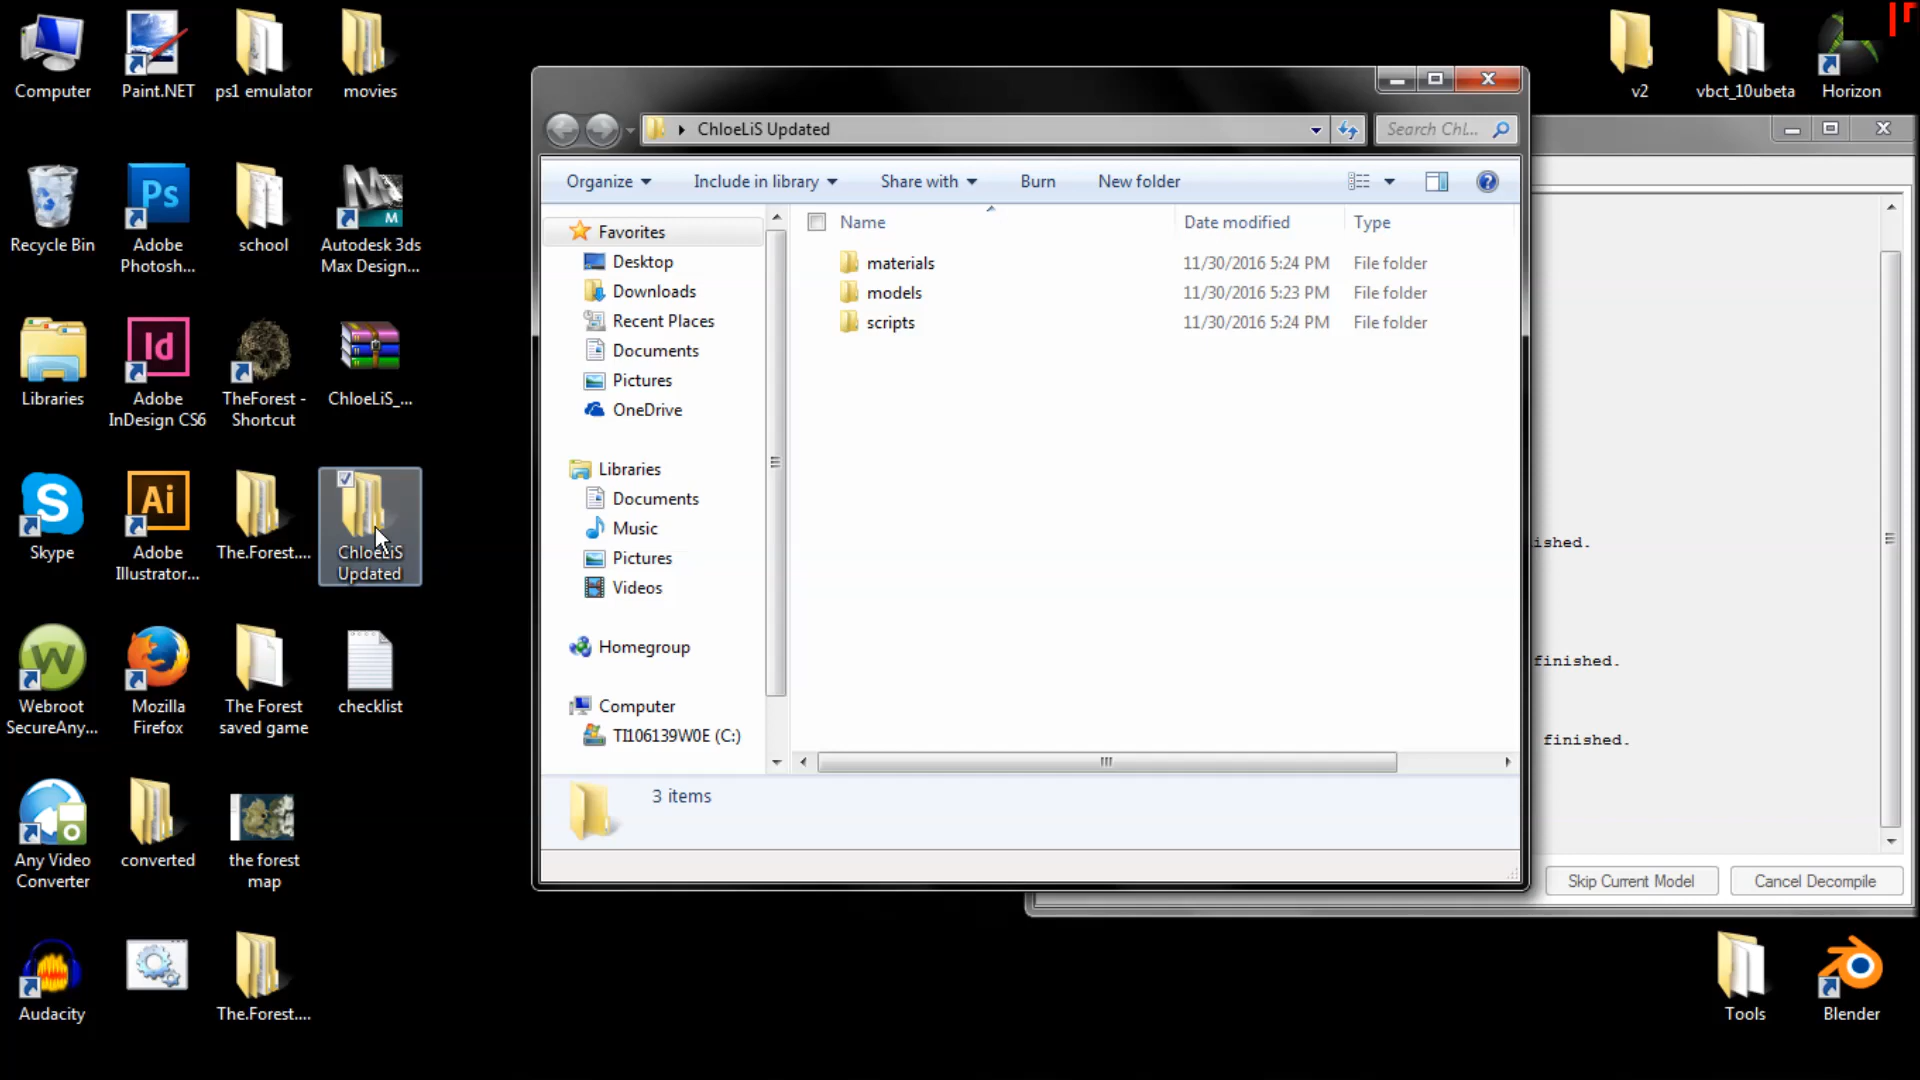 Computer
Paint.NET
ps1 emulator
movies
Recycle Bin
Adobe
Photosh...
school
Autodesk 3ds
Max Design...
Libraries
Adobe
InDesign CS6
TheForest -
Shortcut
ChloeLiS_...
Skype
Adobe
Illustrator...
The.Forest....
ChloeLiS
Updated
Webroot
SecureAny...
Mozilla
Firefox
The Forest
saved game
checklist
Any Video
Converter
converted
the forest
map
Audacity
The.Forest....
Ps
M
M
Id
S
Ai
W
ChloeLiS Updated
Search Chl...
Organize
Include in library
Share with
Burn
New folder
Name
Date modified
Type
materials
11/30/2016 5:24 PM
File folder
models
11/30/2016 5:23 PM
File folder
scripts
11/30/2016 5:24 PM
File folder
Favorites
Desktop
Downloads
Recent Places
Documents
Pictures
OneDrive
Libraries
Documents
Music
Pictures
Videos
Homegroup
Computer
TI106139W0E (C:)
3 items
v2
vbct_10ubeta
Horizon
ished.
finished.
finished.
Skip Current Model
Cancel Decompile
Tools
Blender